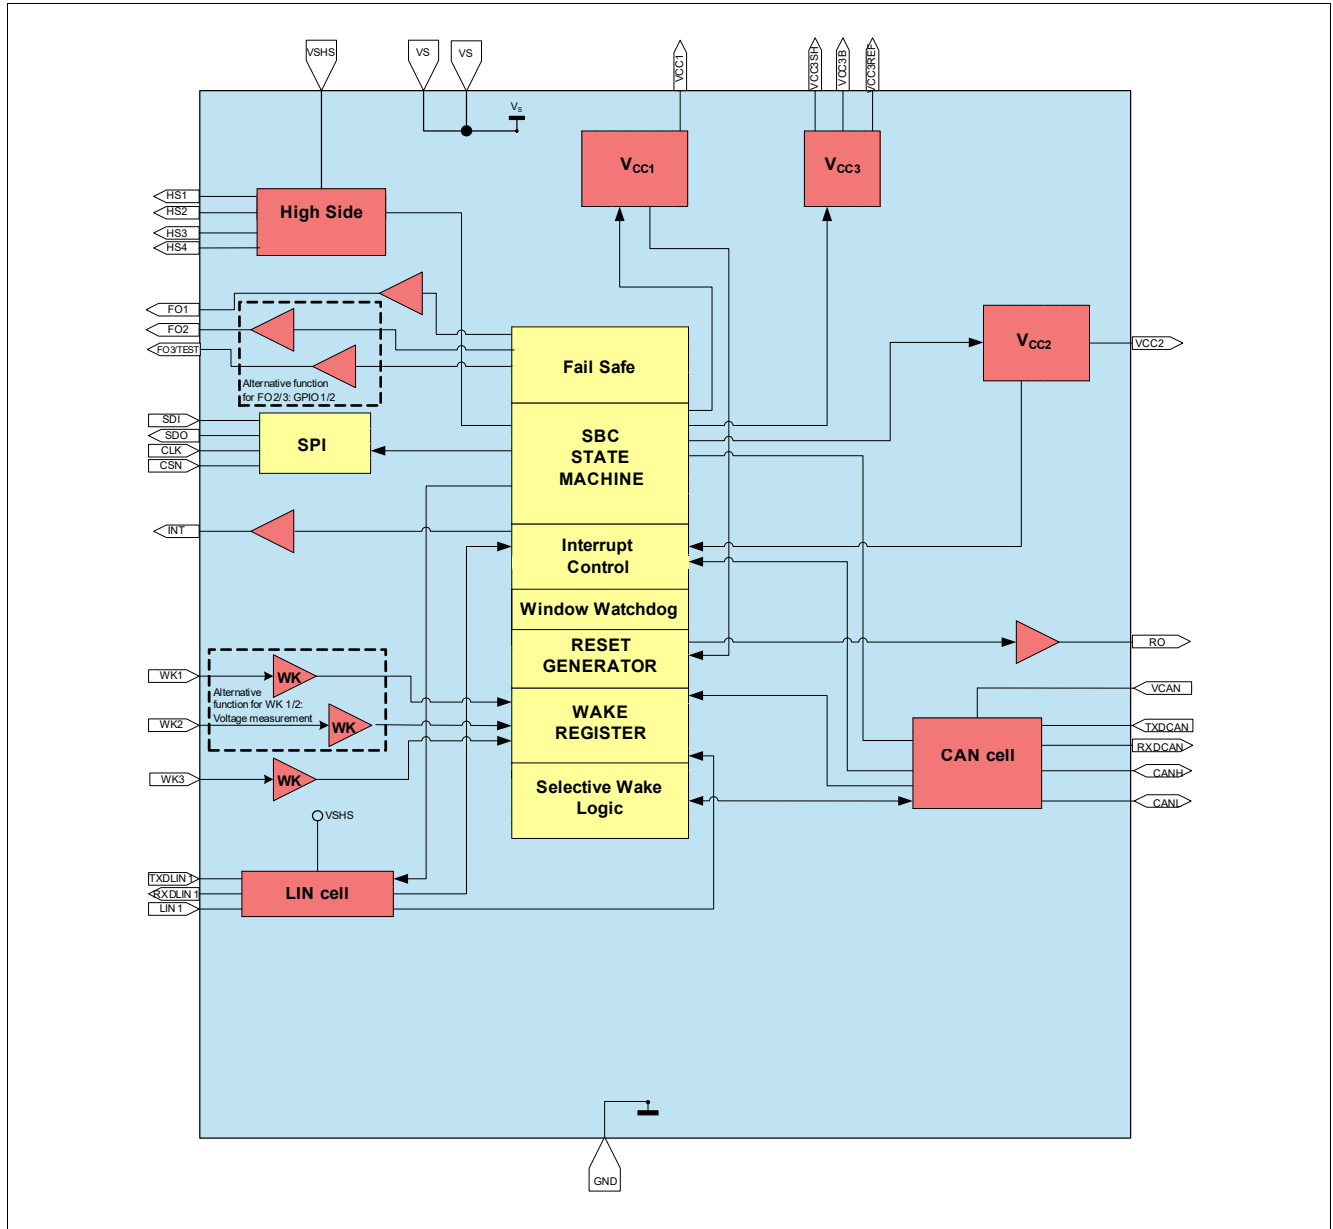 VSHS
VS
VS
VCC1
VCC3SH
VCC3B
VCC3REF
VS
VCC1
VCC3
HS1
HS2
HS3
HS4
High Side
FO1
FO2
FO3/TEST
Alternative function
for FO2/3: GPIO1/2
Fail Safe
VCC2
VCC2
SDI
SDO
CLK
CSN
SPI
SBC
STATE
MACHINE
INT
Interrupt
Control
Window Watchdog
RESET
GENERATOR
RO
WK1
WK
Alternative
function for WK 1/2:
Voltage measurement
WK2
WK
WK3
WK
WAKE
REGISTER
Selective Wake
Logic
VCAN
TXDCAN
RXDCAN
CANH
CANL
CAN cell
VSHS
TXDLIN1
RXDLIN1
LIN1
LIN cell
GND